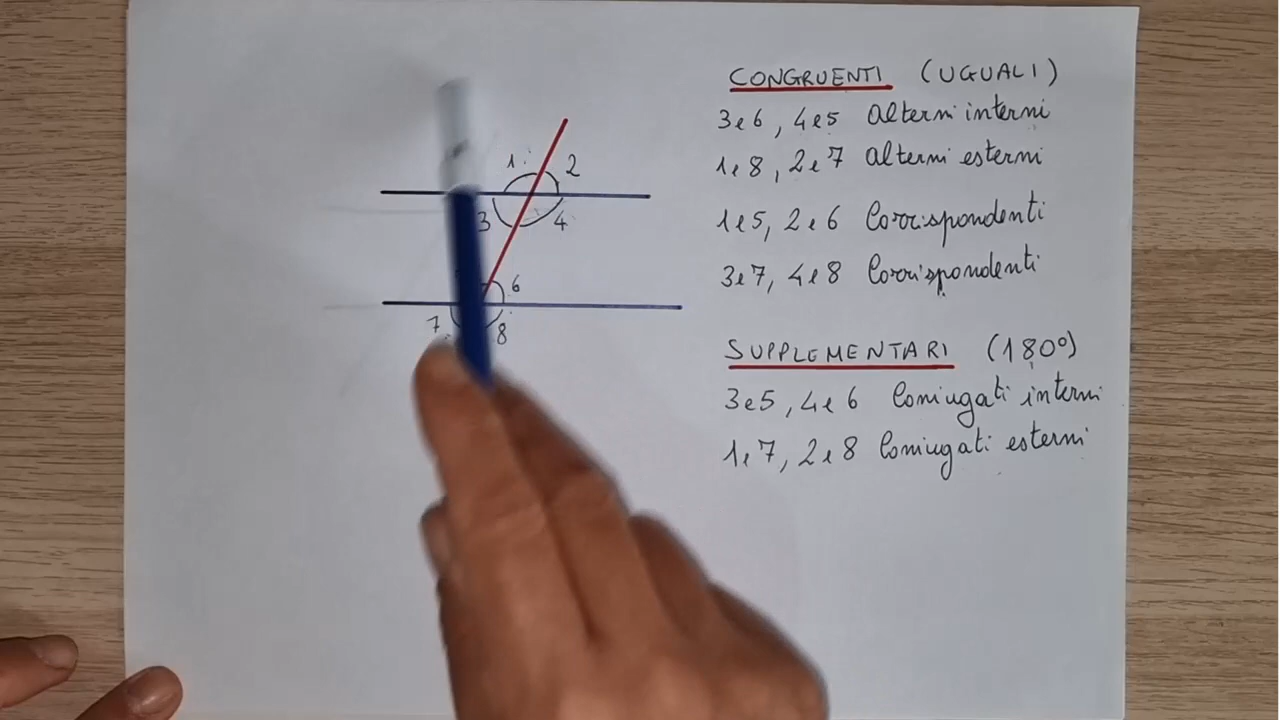 1 2
3 4
6
7 8
CONGRUENTI (UGUALI)
3 e 6, 4 e 5 Alterni interni
1 e 8, 2 e 7 Alterni esterni
1 e 5, 2 e 6 Corrispondenti
3 e 7, 4 e 8 Corrispondenti
SUPPLEMENTARI (180°)
3 e 5, 4 e 6 Coniugati interni
1 e 7, 2 e 8 Coniugati esterni